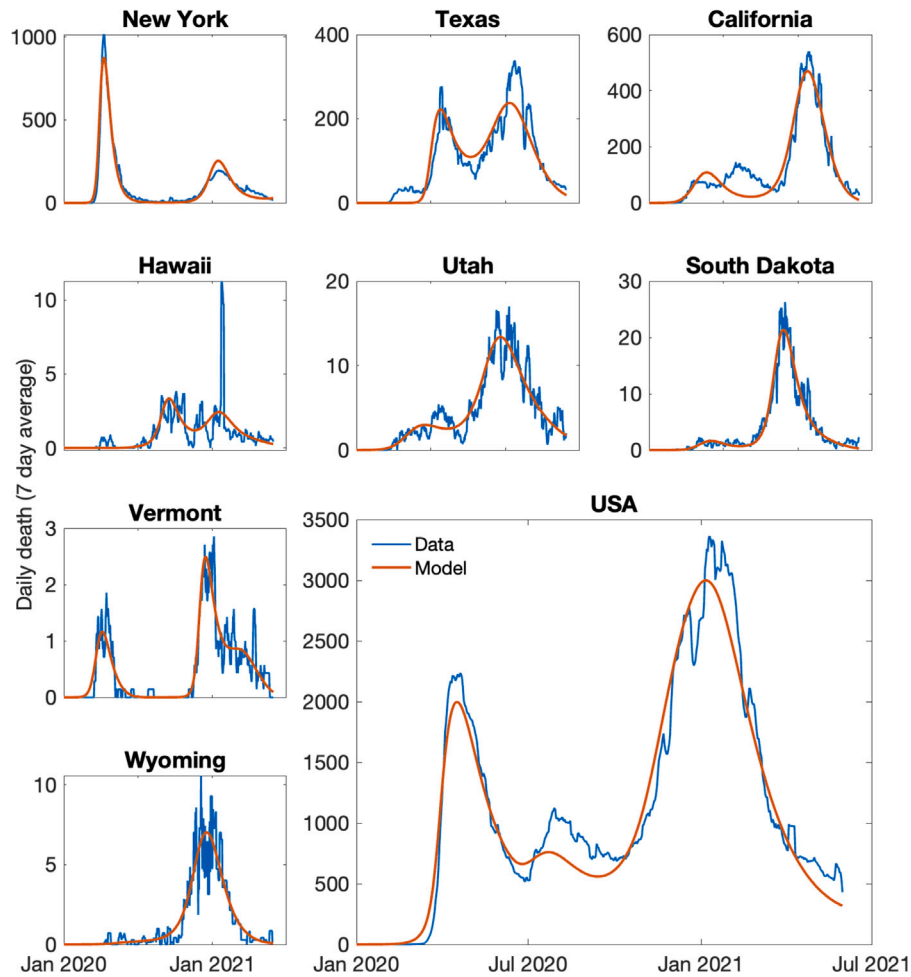 New York
Texas
California
1000
500
0
400
200
0
600
400
200
0
Hawaii
Utah
South Dakota
10
5
0
20
10
0
30
20
10
0
Daily death (7 day average)
Vermont
USA
3
2
1
0
3500
3000
2500
2000
1500
1000
500
0
Data
Model
Wyoming
10
5
0
Jan 2020
Jan 2021
Jan 2020
Jul 2020
Jan 2021
Jul 2021